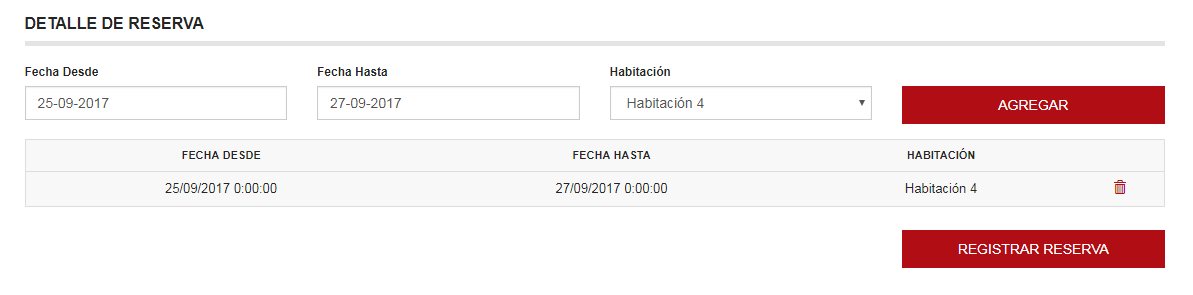 DETALLE DE RESERVA
Fecha Desde Fecha Hasta Habitación
25-09-2017 27-09-2017 Habitación 4 AGREGAR
FECHA DESDE FECHA HASTA HABITACIÓN
25/09/2017 0:00:00 27/09/2017 0:00:00 Habitación 4
REGISTRAR RESERVA